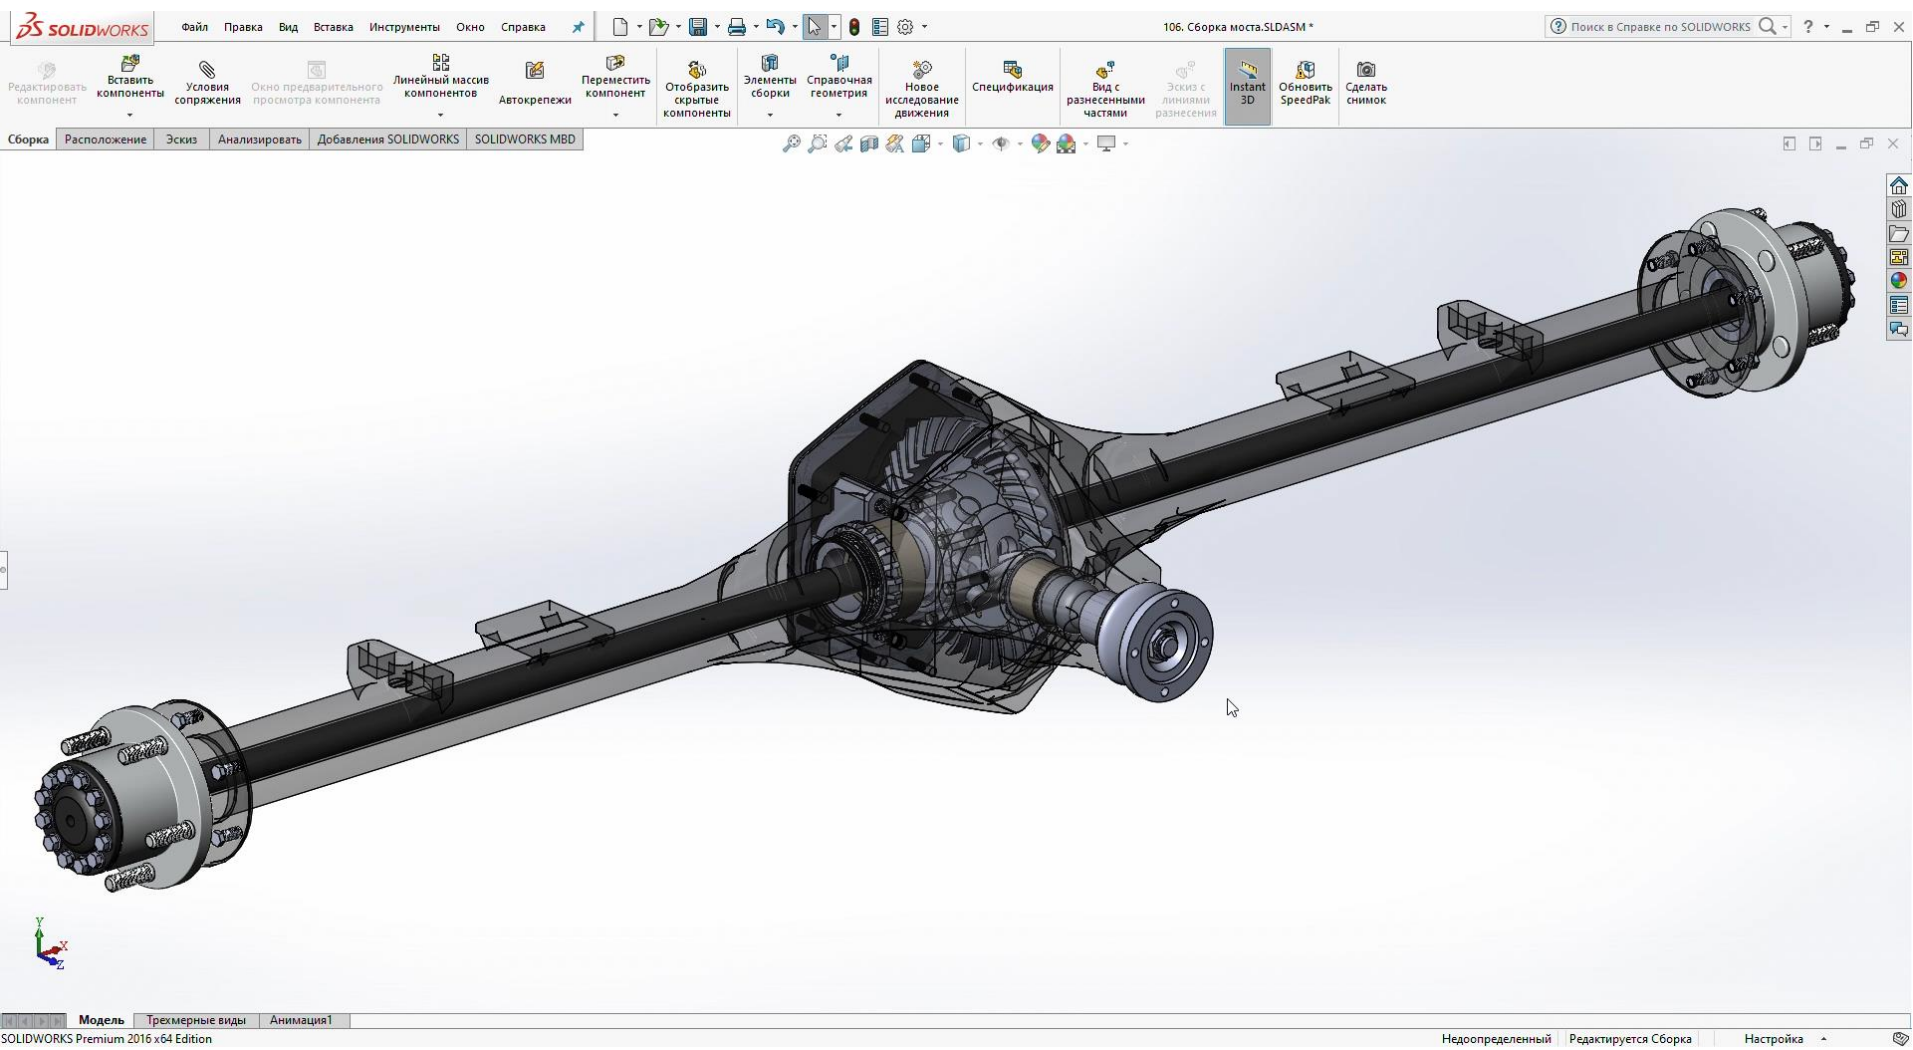 SOLIDWORKS
Файл Правка Вид Вставка Инструменты Окно Справка
106. Сборка моста.SLDASM *
Поиск в Справке по SOLIDWORKS
?
Редактировать
компонент
Вставить
компоненты
Условия
сопряжения
Окно предварительного
просмотра компонента
Линейный массив
компонентов
Автокрепежи
Переместить
компонент
Отобразить
скрытые
компоненты
Элементы
сборки
Справочная
геометрия
Новое
исследование
движения
Спецификация
Вид с
разнесенными
частями
Эскиз с
линиями
разнесения
Instant
3D
Обновить
SpeedPak
Сделать
снимок
Сборка Расположение Эскиз Анализировать Добавления SOLIDWORKS SOLIDWORKS MBD
Y
X
Z
Модель Трехмерные виды Анимация1
SOLIDWORKS Premium 2016 x64 Edition
Недоопределенный Редактируется Сборка Настройка